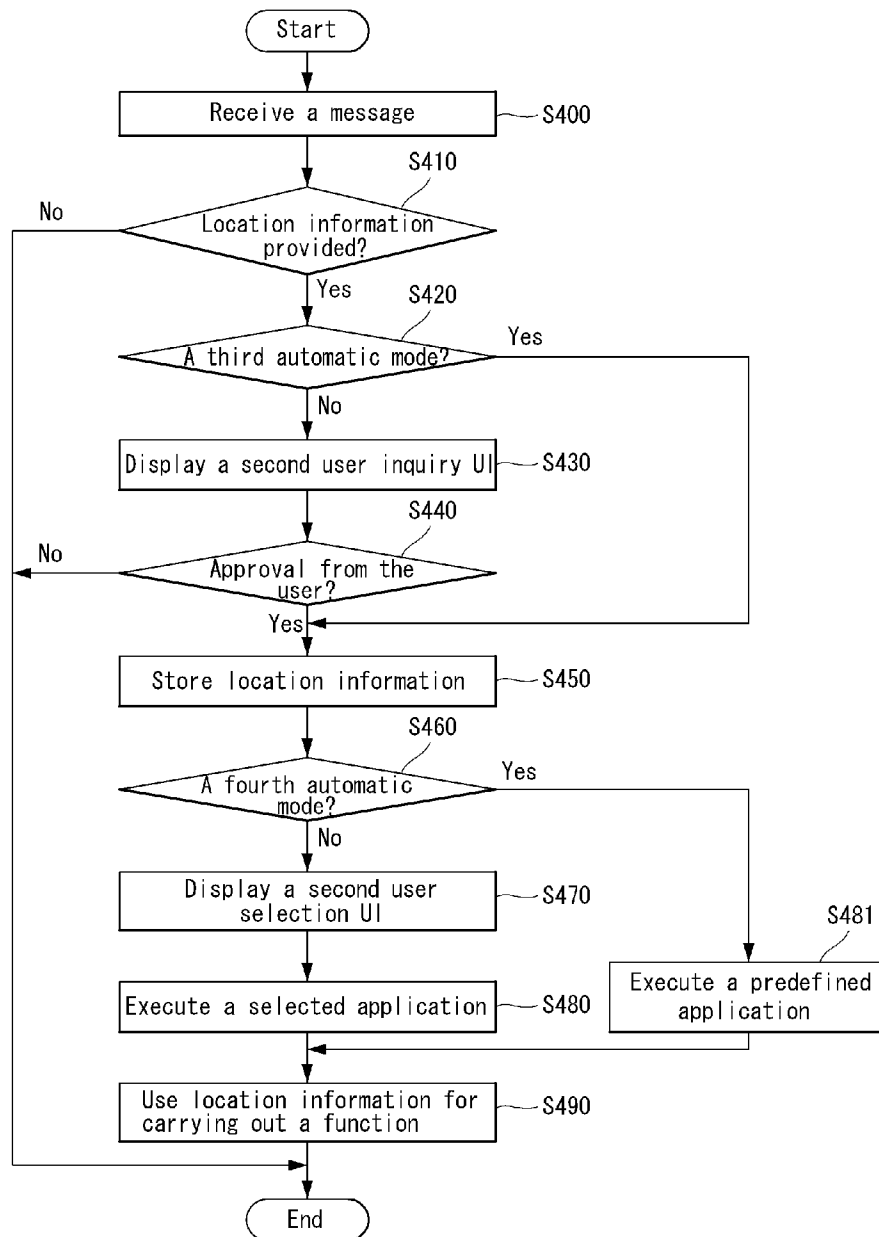 Start
Receive a message
S400
S410
No
Location information
provided?
Yes
S420
A third automatic mode?
Yes
No
Display a second user inquiry UI
S430
S440
No
Approval from the
user?
Yes
Store location information
S450
S460
A fourth automatic
mode?
Yes
No
Display a second user
selection UI
S470
S481
Execute a predefined
application
Execute a selected application
S480
Use location information for
carrying out a function
S490
End